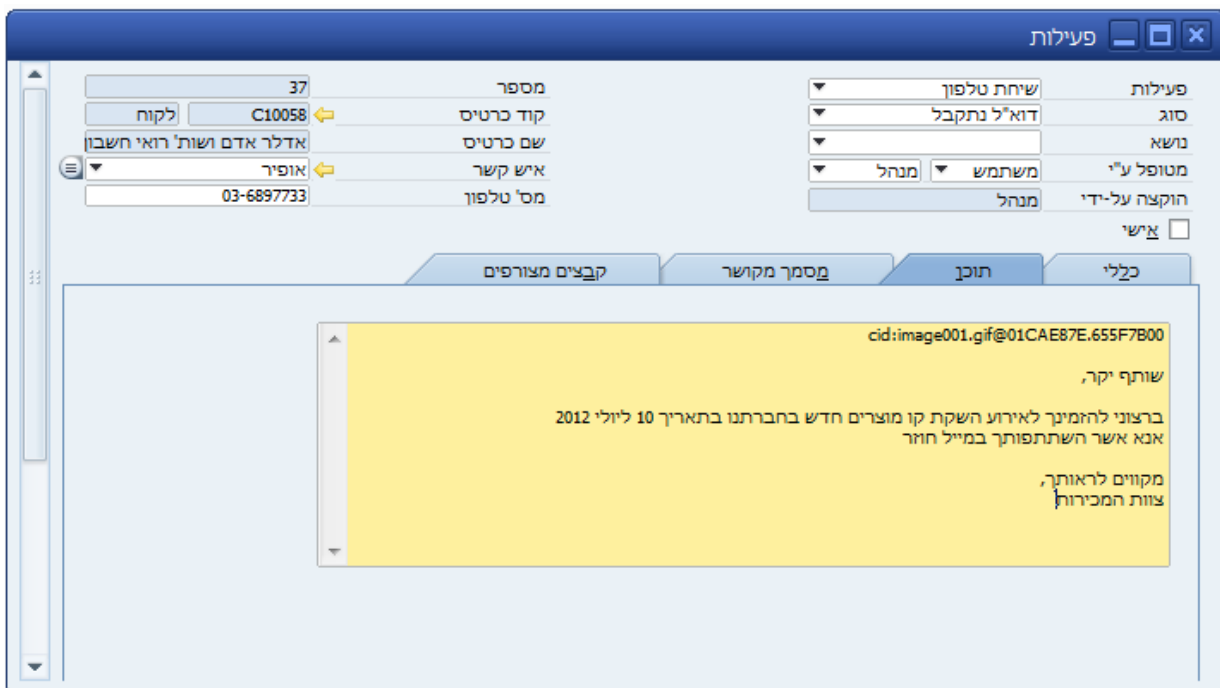 פעילות
פעילות שיחת טלפון
סוג דוא"ל נתקבל
נושא
מטופל ע"י משתמש מנהל
הוקצה על-ידי מנהל
אישי
מספר 37
קוד כרטיס C10058 לקוח
שם כרטיס אדלר אדם ושות' רואי חשבון
איש קשר אופיר
מס' טלפון 03-6897733
כללי תוכן מסמך מקושר קבצים מצורפים
cid:image001.gif@01CAE87E.655F7B00
שותף יקר,
ברצוני להזמינך לאירוע השקת קו מוצרים חדש בחברתנו בתאריך 10 ליולי 2012
אנא אשר השתתפותך במייל חוזר
מקווים לראותך,
צוות המכירות